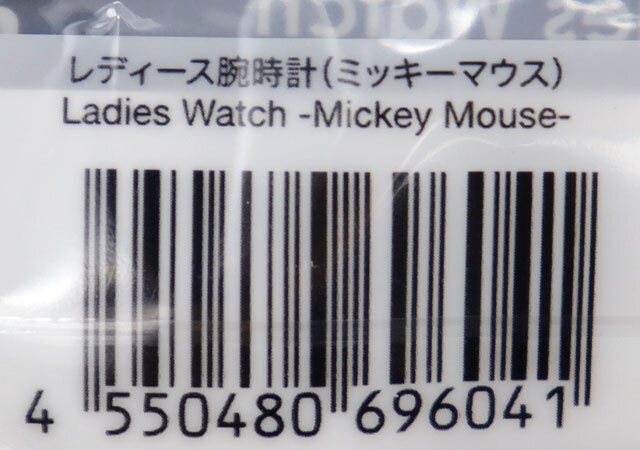 レディース腕時計(ミッキーマウス)
Ladies Watch -Mickey Mouse-
4 550480 696041